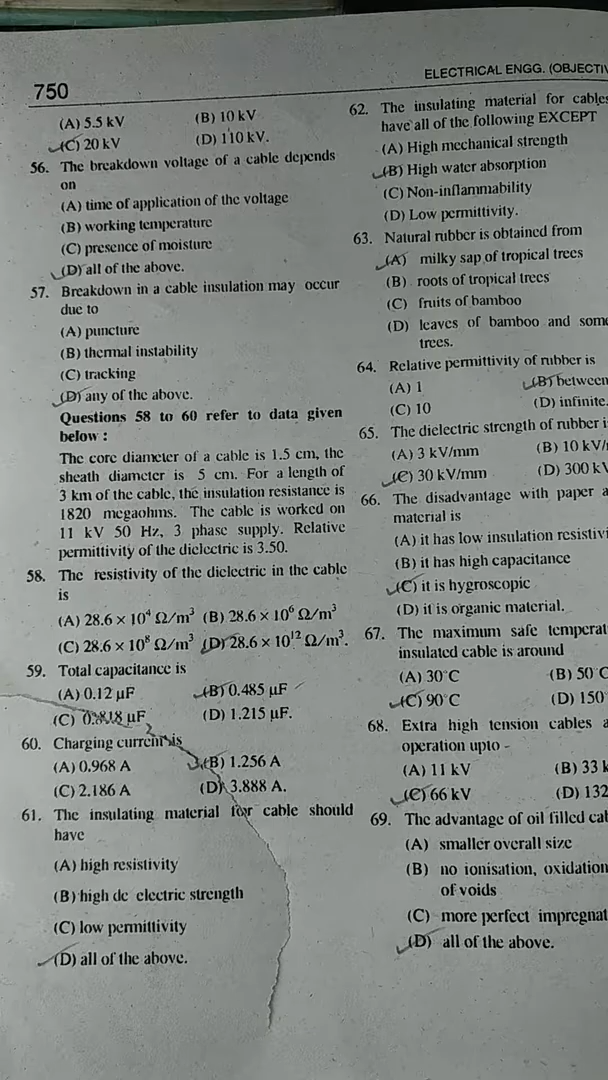 750
ELECTRICAL ENGG. (OBJECTIV
(A) 5.5 kV (B) 10 kV
(C) 20 kV (D) 110 kV.
56. The breakdown voltage of a cable depends
on
(A) time of application of the voltage
(B) working temperature
(C) presence of moisture
(D) all of the above.
57. Breakdown in a cable insulation may occur
due to
(A) puncture
(B) thermal instability
(C) tracking
(D) any of the above.
Questions 58 to 60 refer to data given
below :
The core diameter of a cable is 1.5 cm, the
sheath diameter is 5 cm. For a length of
3 km of the cable, the insulation resistance is
1820 megaohms. The cable is worked on
11 kV 50 Hz, 3 phase supply. Relative
permittivity of the dielectric is 3.50.
58. The resistivity of the dielectric in the cable
is
(A) 28.6 × 10⁴ Ω/m³ (B) 28.6 × 10⁶ Ω/m³
(C) 28.6 × 10⁸ Ω/m³ (D) 28.6 × 10¹² Ω/m³.
59. Total capacitance is
(A) 0.12 μF (B) 0.485 μF
(C) μF (D) 1.215 μF.
60. Charging current is
(A) 0.968 A (B) 1.256 A
(C) 2.186 A (D) 3.888 A.
61. The insulating material for cable should
have
(A) high resistivity
(B) high de electric strength
(C) low permittivity
(D) all of the above.
62. The insulating material for cables
have all of the following EXCEPT
(A) High mechanical strength
(B) High water absorption
(C) Non-inflammability
(D) Low permittivity.
63. Natural rubber is obtained from
(A) milky sap of tropical trees
(B) roots of tropical trees
(C) fruits of bamboo
(D) leaves of bamboo and some
trees.
64. Relative permittivity of rubber is
(A) 1 (B) between
(C) 10 (D) infinite.
65. The dielectric strength of rubber i
(A) 3 kV/mm (B) 10 kV/
(C) 30 kV/mm (D) 300 kV
66. The disadvantage with paper a
material is
(A) it has low insulation resistivi
(B) it has high capacitance
(C) it is hygroscopic
(D) it is organic material.
67. The maximum safe temperat
insulated cable is around
(A) 30°C (B) 50°C
(C) 90°C (D) 150
68. Extra high tension cables a
operation upto -
(A) 11 kV (B) 33 k
(C) 66 kV (D) 132
69. The advantage of oil filled cab
(A) smaller overall size
(B) no ionisation, oxidation
of voids
(C) more perfect impregnat
(D) all of the above.